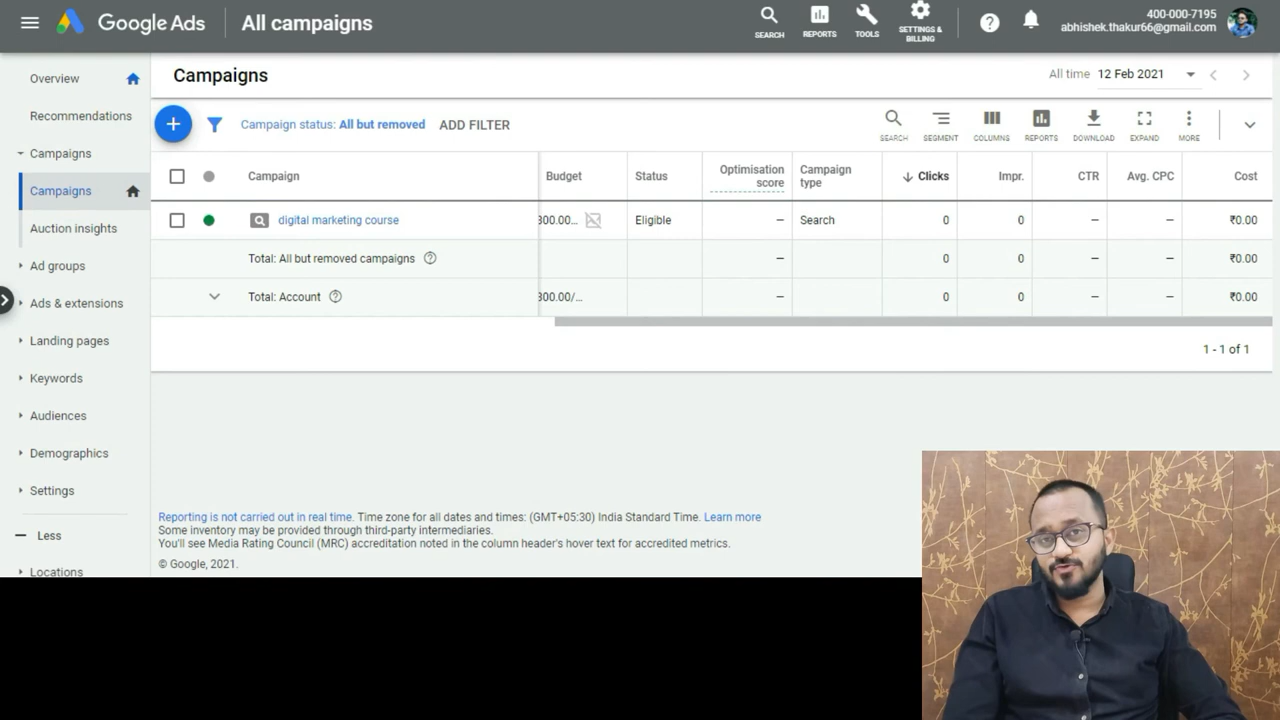 Google Ads
All campaigns
SEARCH
REPORTS
TOOLS
SETTINGS &
BILLING
400-000-7195
abhishek.thakur66@gmail.com
Overview
Recommendations
Campaigns
Campaigns
Auction insights
Ad groups
Ads & extensions
Landing pages
Keywords
Audiences
Demographics
Settings
Less
Locations
Campaigns
All time 12 Feb 2021
Campaign status: All but removed ADD FILTER
SEARCH SEGMENT COLUMNS REPORTS DOWNLOAD EXPAND MORE
Campaign Budget Status Optimisation score Campaign type Clicks Impr. CTR Avg. CPC Cost
digital marketing course 300.00... Eligible – Search 0 0 – – ₹0.00
Total: All but removed campaigns – 0 0 – – ₹0.00
Total: Account 300.00/... – 0 0 – – ₹0.00
1 - 1 of 1
Reporting is not carried out in real time. Time zone for all dates and times: (GMT+05:30) India Standard Time. Learn more
Some inventory may be provided through third-party intermediaries.
You'll see Media Rating Council (MRC) accreditation noted in the column header's hover text for accredited metrics.
© Google, 2021.